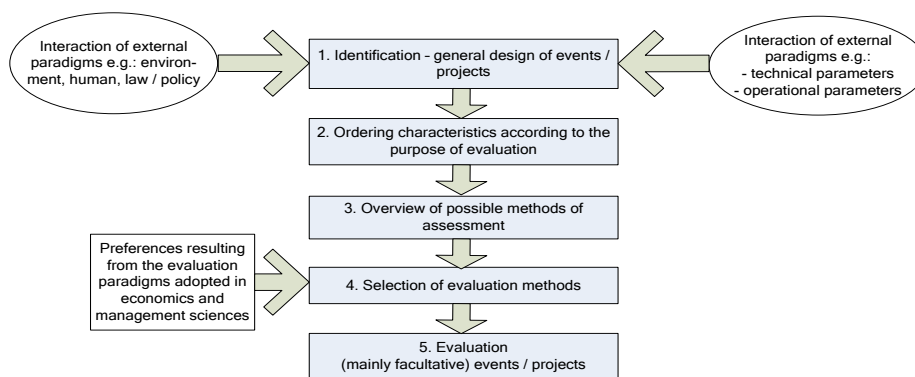 Interaction of external
paradigms e.g.: environ-
ment, human, law / policy
1. Identification - general design of events /
projects
Interaction of external
paradigms e.g.:
- technical parameters
- operational parameters
2. Ordering characteristics according to the
purpose of evaluation
3. Overview of possible methods of
assessment
Preferences resulting
from the evaluation
paradigms adopted in
economics and
management sciences
4. Selection of evaluation methods
5. Evaluation
(mainly facultative) events / projects